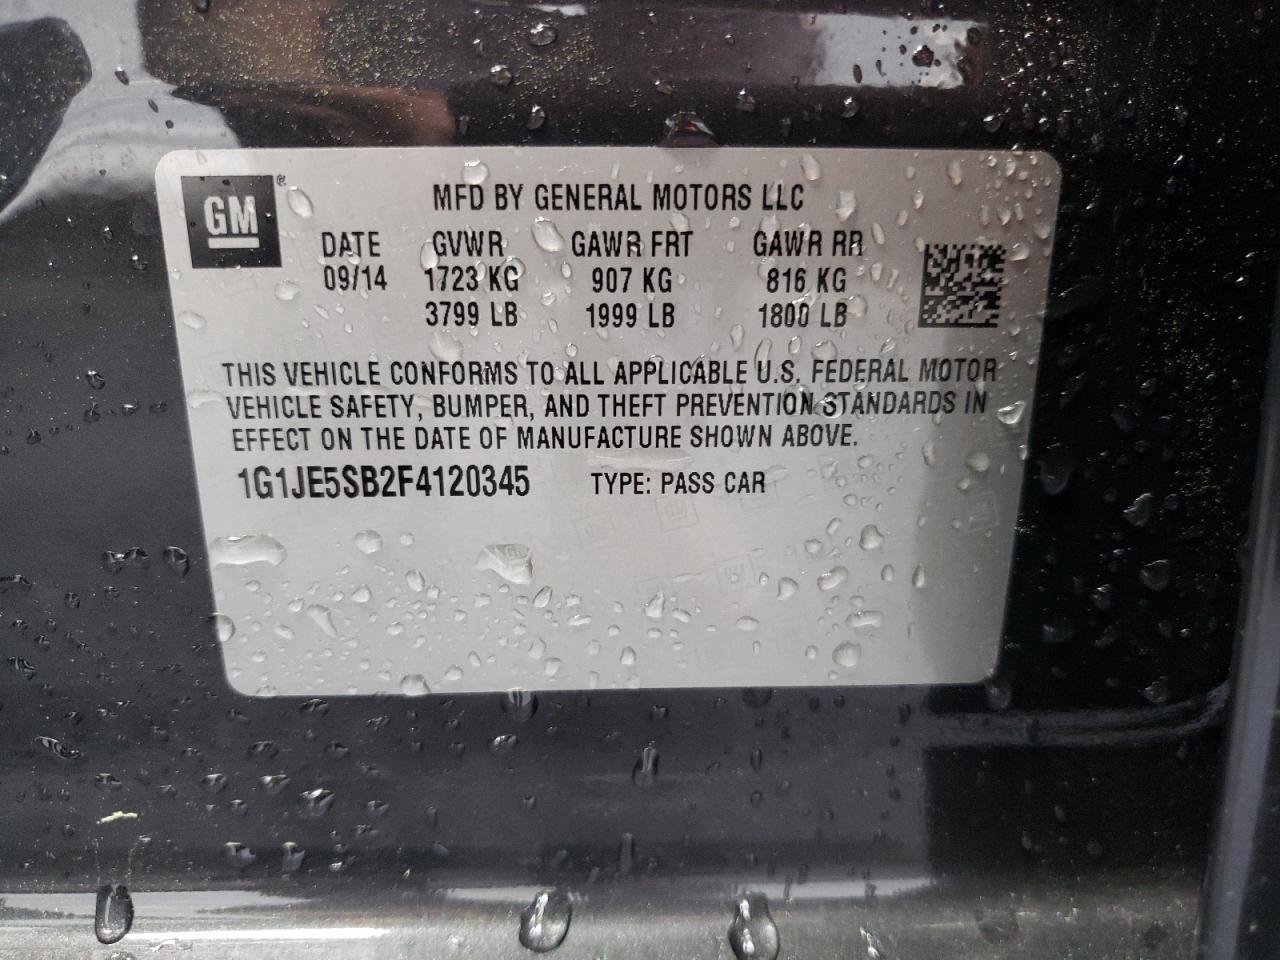 GM ®
MFD BY GENERAL MOTORS LLC
DATE GVWR GAWR FRT GAWR RR
09/14 1723 KG 907 KG 816 KG
3799 LB 1999 LB 1800 LB
THIS VEHICLE CONFORMS TO ALL APPLICABLE U.S. FEDERAL MOTOR
VEHICLE SAFETY, BUMPER, AND THEFT PREVENTION STANDARDS IN
EFFECT ON THE DATE OF MANUFACTURE SHOWN ABOVE.
1G1JE5SB2F4120345 TYPE: PASS CAR